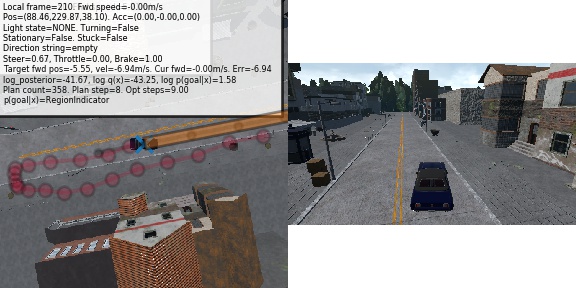 Local frame=210. Fwd speed=-0.00m/s
Pos=(88.46,229.87,38.10). Acc=(0.00,-0.00,0.00)
Light state=NONE. Turning=False
Stationary=False. Stuck=False
Direction string=empty
Steer=0.67, Throttle=0.00, Brake=1.00
Target fwd pos=-5.55, vel=-6.94m/s. Cur fwd=-0.00m/s. Err=-6.94
log_posterior=-41.67, log q(x)=-43.25, log p(goal|x)=1.58
Plan count=358. Plan step=8. Opt steps=9.00
p(goal|x)=RegionIndicator